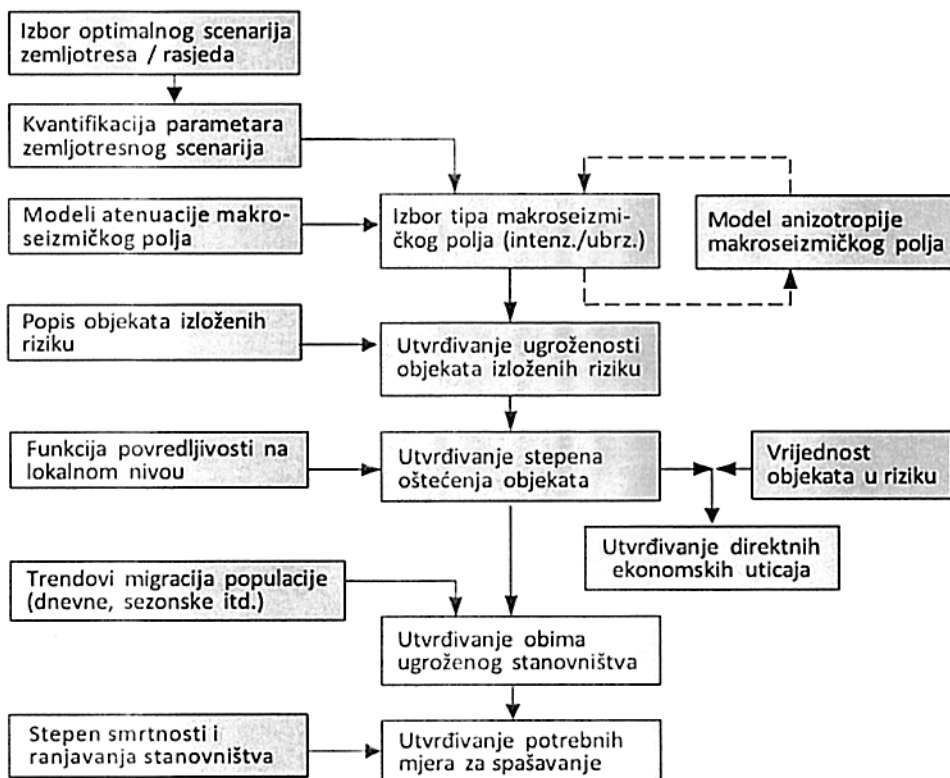 Izbor optimalnog scenarija
zemljotresa / rasjeda
Kvantifikacija parametara
zemljotresnog scenarija
Modeli atenuacije makro-
seizmičkog polja
Izbor tipa makroseizmi-
čkog polja (intenz./ubrz.)
Model anizotropije
makroseizmičkog polja
Popis objekata izloženih
riziku
Utvrđivanje ugroženosti
objekata izloženih riziku
Funkcija povredljivosti na
lokalnom nivou
Utvrđivanje stepena
oštećenja objekata
Vrijednost
objekata u riziku
Utvrđivanje direktnih
ekonomskih uticaja
Trendovi migracija populacije
(dnevne, sezonske itd.)
Utvrđivanje obima
ugroženog stanovništva
Stepen smrtnosti i
ranjavanja stanovništva
Utvrđivanje potrebnih
mjera za spašavanje